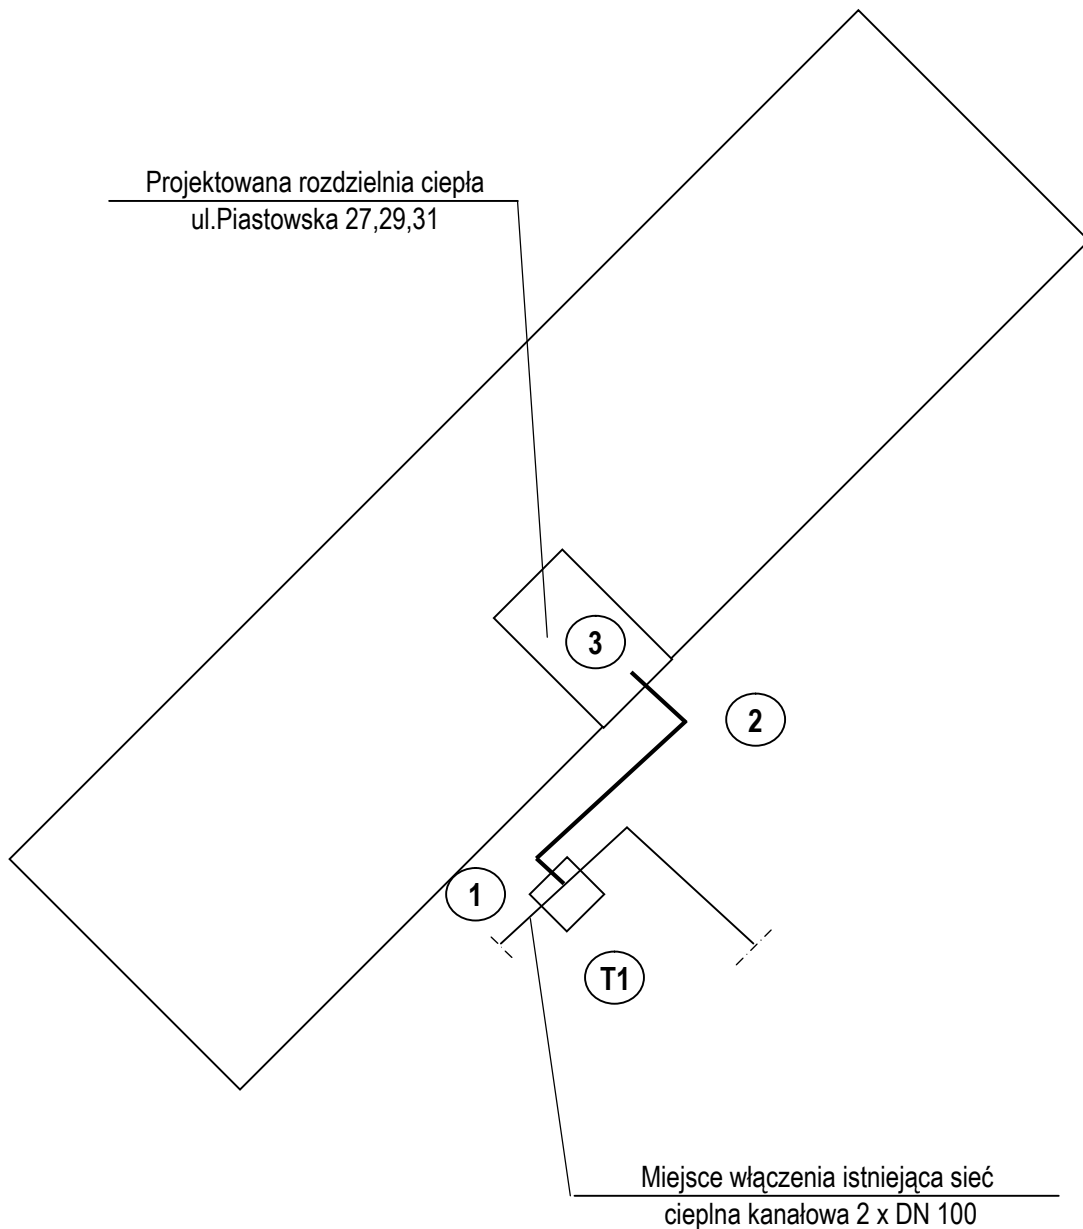 Projektowana rozdzielnia ciepła
ul.Piastowska 27,29,31
3
2
1
T1
Miejsce włączenia istniejąca sieć
cieplna kanałowa 2 x DN 100